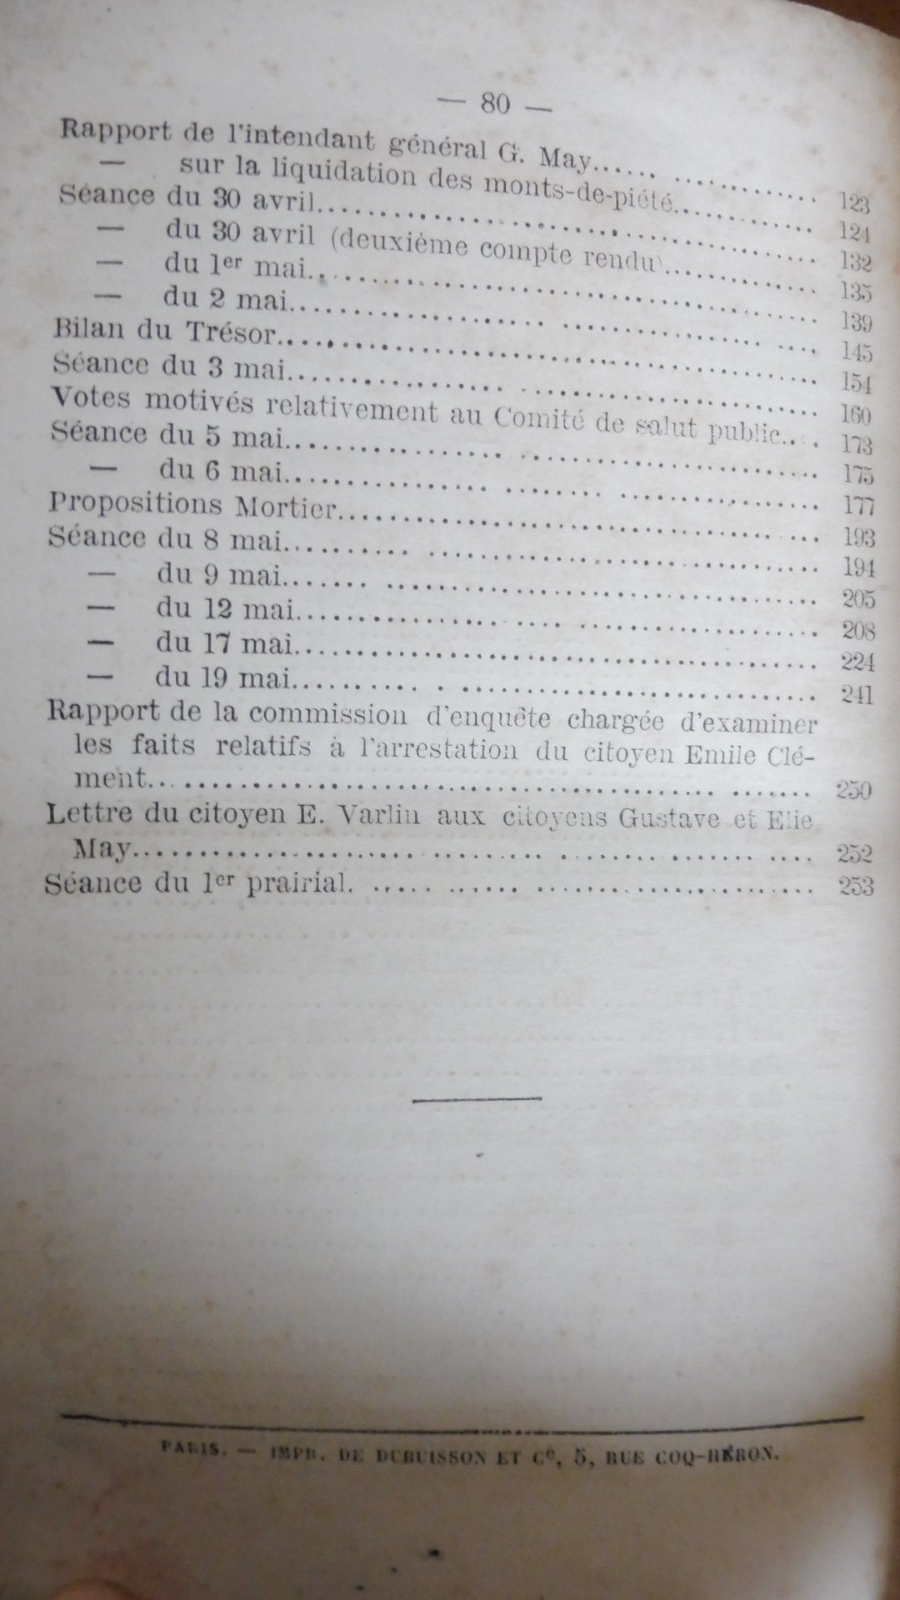 — 80 —
Rapport de l'intendant général G. May........................ 123
— sur la liquidation des monts-de-piété............... 124
Séance du 30 avril........................................ 132
— du 30 avril (deuxième compte rendu)............... 135
— du 1er mai........................................ 139
— du 2 mai.......................................... 145
Bilan du Trésor........................................... 154
Séance du 3 mai........................................... 160
Votes motivés relativement au Comité de salut public.... 173
Séance du 5 mai........................................... 175
— du 6 mai.......................................... 177
Propositions Mortier...................................... 193
Séance du 8 mai........................................... 194
— du 9 mai.......................................... 205
— du 12 mai......................................... 208
— du 17 mai......................................... 224
— du 19 mai......................................... 241
Rapport de la commission d'enquête chargée d'examiner
les faits relatifs à l'arrestation du citoyen Emile Clé-
ment...................................................... 250
Lettre du citoyen E. Varlin aux citoyens Gustave et Elie
May....................................................... 252
Séance du 1er prairial.................................... 253
PARIS. — IMPR. DE DUBUISSON ET Ce, 5, RUE COQ-HÉRON.